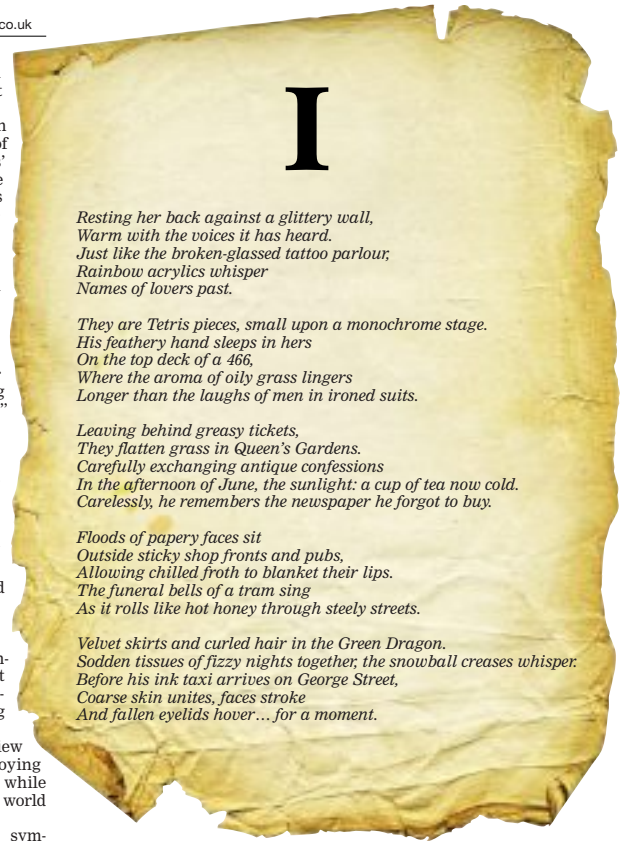 co.uk
I
Resting her back against a glittery wall,
Warm with the voices it has heard.
Just like the broken-glassed tattoo parlour,
Rainbow acrylics whisper
Names of lovers past.
They are Tetris pieces, small upon a monochrome stage.
His feathery hand sleeps in hers
On the top deck of a 466,
Where the aroma of oily grass lingers
Longer than the laughs of men in ironed suits.
Leaving behind greasy tickets,
They flatten grass in Queen's Gardens.
Carefully exchanging antique confessions
In the afternoon of June, the sunlight: a cup of tea now cold.
Carelessly, he remembers the newspaper he forgot to buy.
Floods of papery faces sit
Outside sticky shop fronts and pubs,
Allowing chilled froth to blanket their lips.
The funeral bells of a tram sing
As it rolls like hot honey through steely streets.
Velvet skirts and curled hair in the Green Dragon.
Sodden tissues of fizzy nights together, the snowball creases whisper.
Before his ink taxi arrives on George Street,
Coarse skin unites, faces stroke
And fallen eyelids hover… for a moment.
while
world
sym-